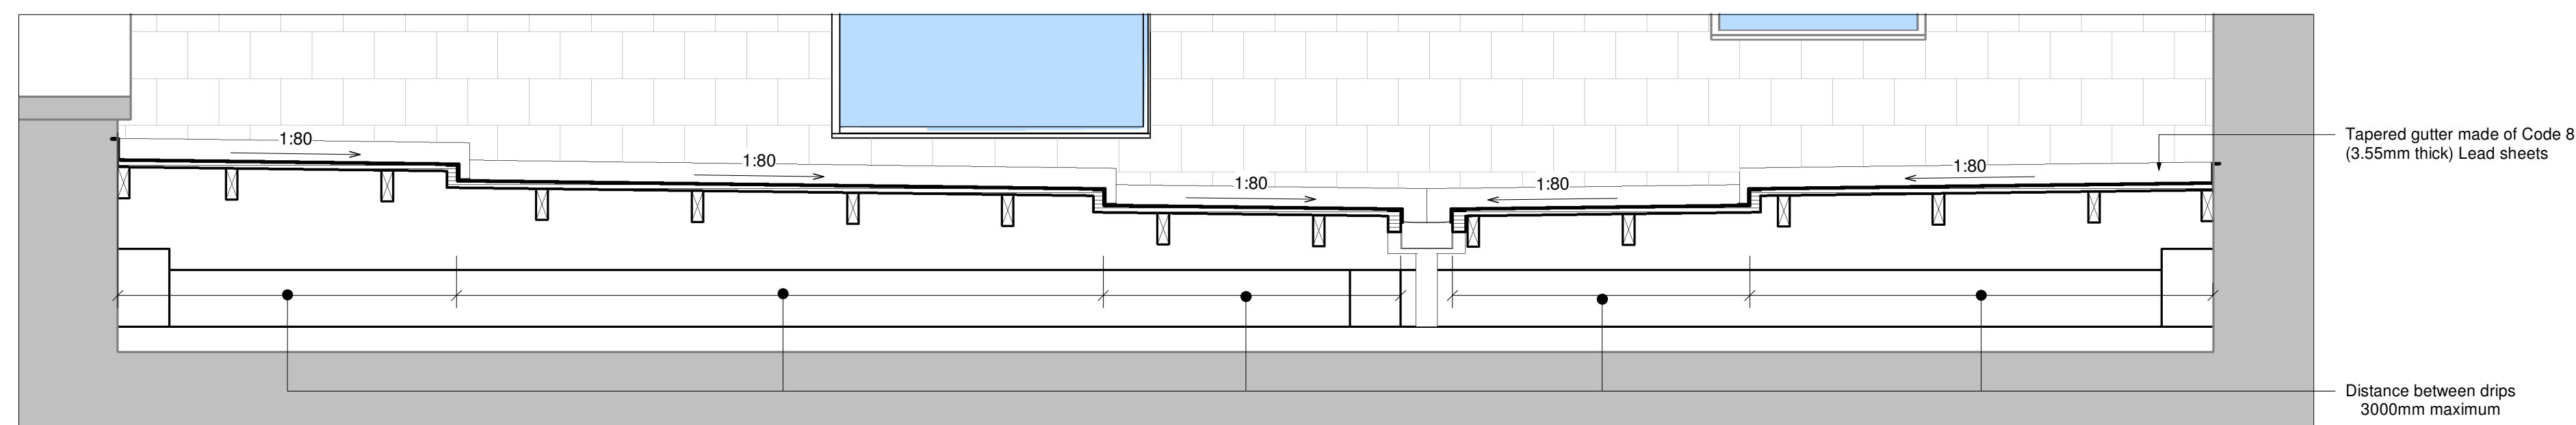 1:80
1:80
1:80
1:80
1:80
Tapered gutter made of Code 8
(3.55mm thick) Lead sheets
Distance between drips
3000mm maximum